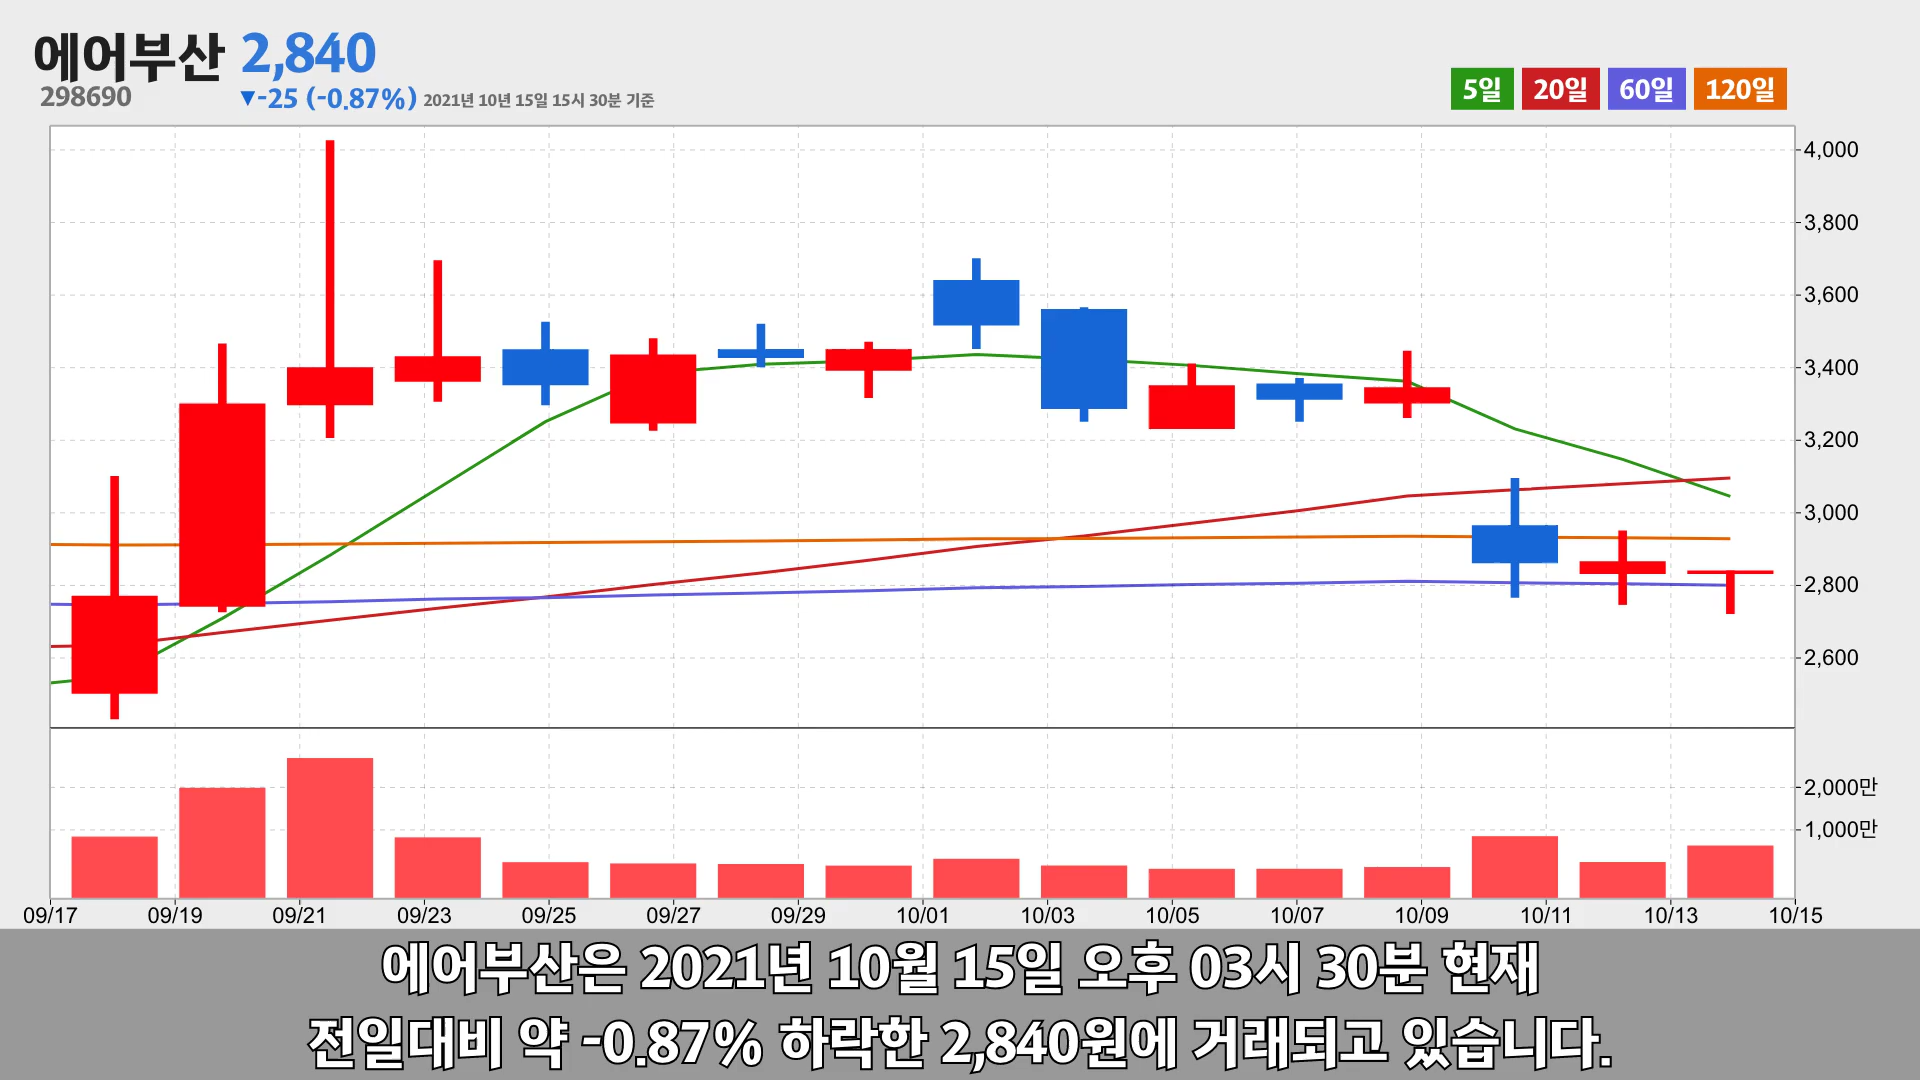 에어부산 2,840
298690 ▼-25 (-0.87%) 2021년 10년 15일 15시 30분 기준
5일 20일 60일 120일
4,000
3,800
3,600
3,400
3,200
3,000
2,800
2,600
2,000만
1,000만
09/17 09/19 09/21 09/23 09/25 09/27 09/29 10/01 10/03 10/05 10/07 10/09 10/11 10/13 10/15
에어부산은 2021년 10월 15일 오후 03시 30분 현재
전일대비 약 -0.87% 하락한 2,840원에 거래되고 있습니다.